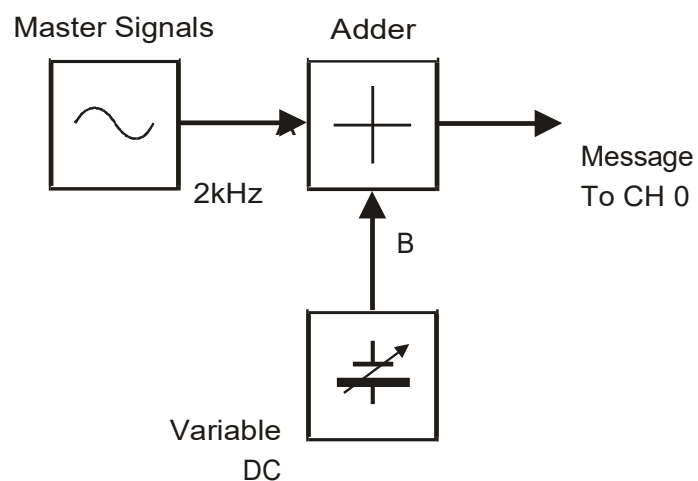 Master Signals
Adder
2kHz
B
Message
To CH 0
Variable
DC